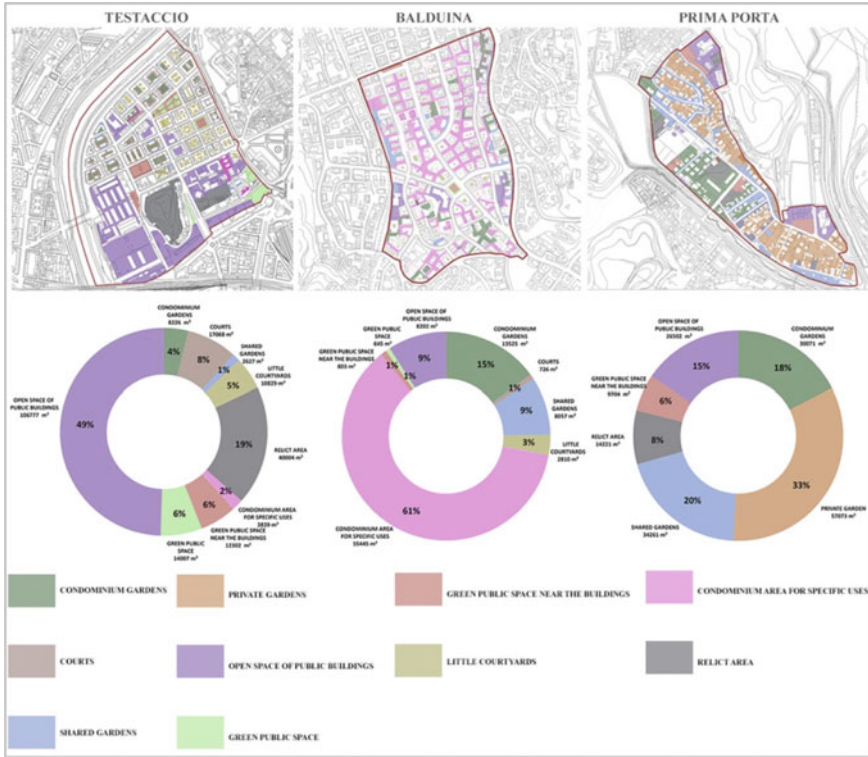 TESTACCIO
BALDUINA
PRIMA PORTA
CONDOMINIUM
GARDENS
m²
4%
COURTS
17068 m²
8%
SHARED
GARDENS
2627 m²
1%
LITTLE
COURTYARDS
10829 m²
5%
RELICT AREA
40004 m²
19%
CONDOMINIUM AREA
FOR SPECIFIC USES
m²
2%
GREEN PUBLIC
SPACE NEAR
THE BUILDINGS
12302 m²
6%
GREEN PUBLIC
SPACE
14007 m²
6%
OPEN SPACE OF
PUBLIC BUILDINGS
106777 m²
49%
OPEN SPACE OF
PUBLIC BUILDINGS
8202 m²
9%
CONDOMINIUM
GARDENS
13525 m²
15%
COURTS
726 m²
1%
SHARED
GARDENS
8057 m²
9%
LITTLE
COURTYARDS
2810 m²
3%
CONDOMINIUM AREA
FOR SPECIFIC USES
55445 m²
61%
GREEN PUBLIC SPACE
NEAR THE BUILDINGS
803 m²
1%
GREEN PUBLIC
SPACE
645 m²
1%
OPEN SPACE OF
PUBLIC BUILDINGS
26502 m²
15%
CONDOMINIUM
GARDENS
30071 m²
18%
PRIVATE GARDEN
57073 m²
33%
SHARED GARDENS
34261 m²
20%
RELICT AREA
14221 m²
8%
GREEN PUBLIC
SPACE NEAR THE BUILDINGS
9704 m²
6%
CONDOMINIUM GARDENS
PRIVATE GARDENS
GREEN PUBLIC SPACE NEAR THE BUILDINGS
CONDOMINIUM AREA FOR SPECIFIC USES
COURTS
OPEN SPACE OF PUBLIC BUILDINGS
LITTLE COURTYARDS
RELICT AREA
SHARED GARDENS
GREEN PUBLIC SPACE